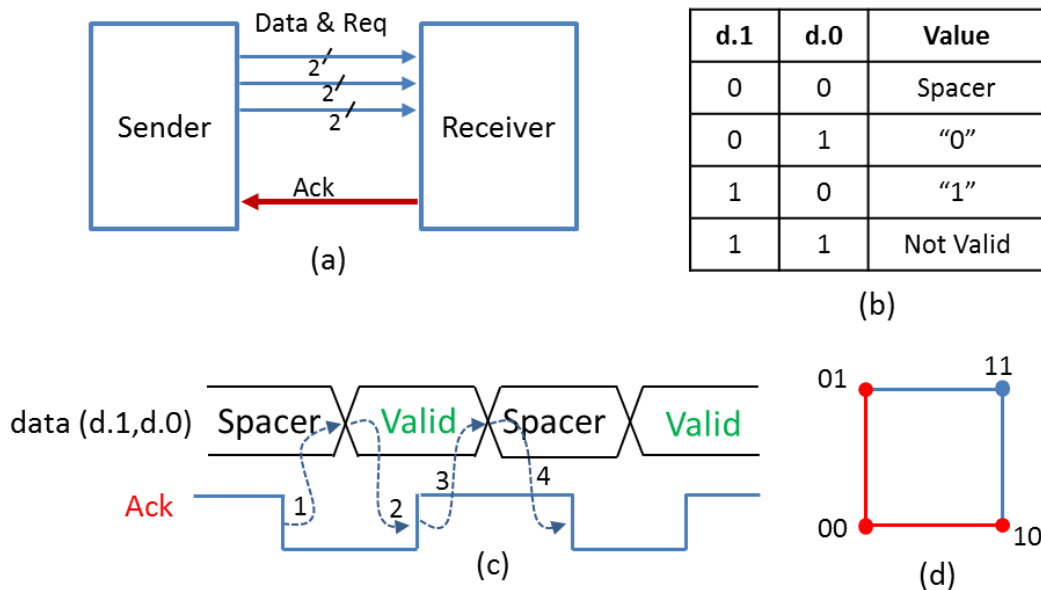 Data & Req
2
2
2
Sender
Receiver
Ack
(a)
d.1 d.0 Value
0 0 Spacer
0 1 “0”
1 0 “1”
1 1 Not Valid
(b)
data (d.1,d.0)
Spacer Valid Spacer Valid
Ack
1 2 3 4
(c)
01 11
00 10
(d)